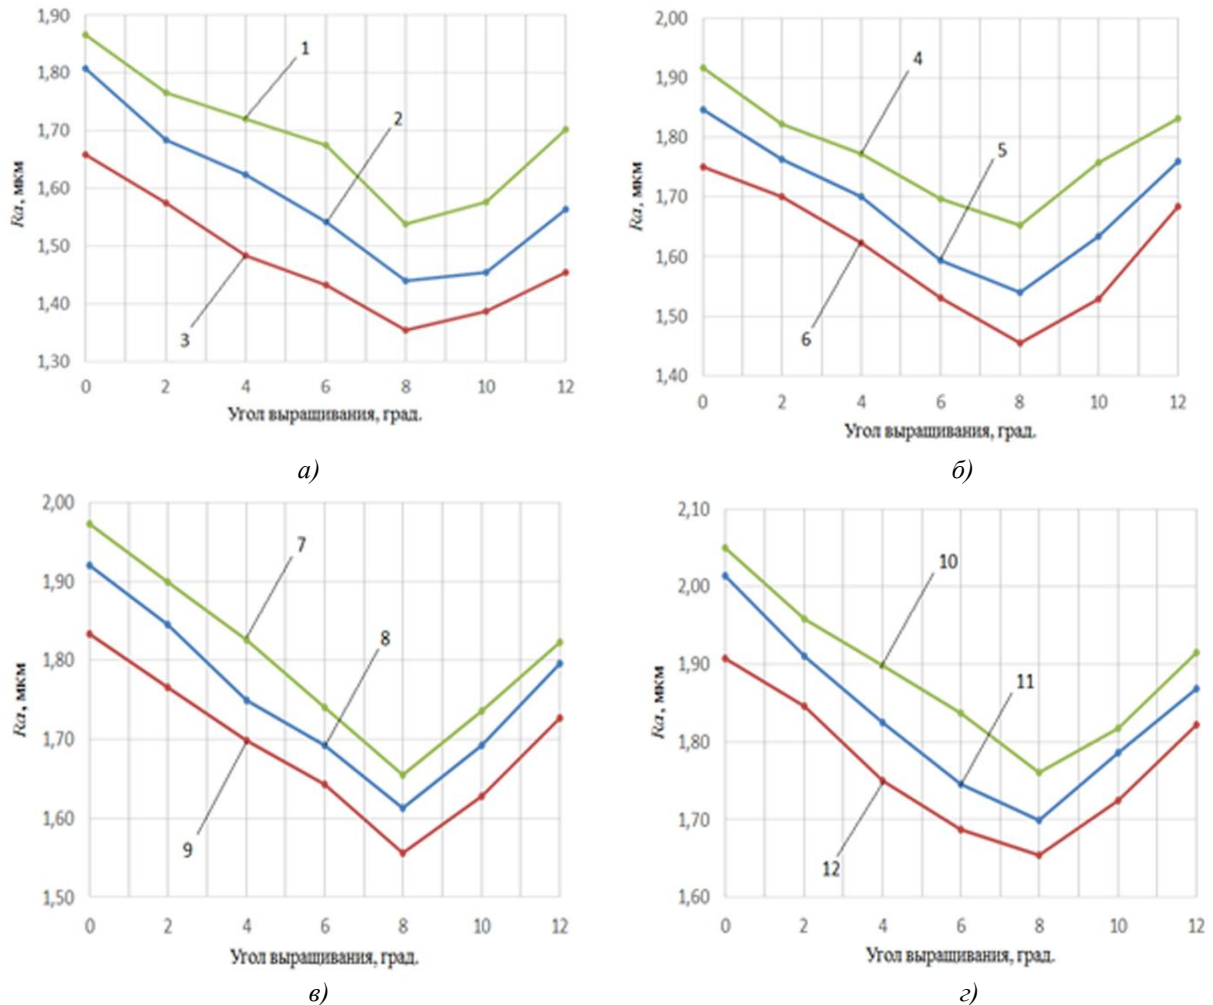 1,90
1,80
1,70
1,60
1,50
1,40
1,30
Ra, мкм
1
2
3
0 2 4 6 8 10 12
Угол выращивания, град.
а)
2,00
1,90
1,80
1,70
1,60
1,50
1,40
Ra, мкм
4
5
6
0 2 4 6 8 10 12
Угол выращивания, град.
б)
2,00
1,90
1,80
1,70
1,60
1,50
Ra, мкм
7
8
9
0 2 4 6 8 10 12
Угол выращивания, град.
в)
2,10
2,00
1,90
1,80
1,70
1,60
Ra, мкм
10
11
12
0 2 4 6 8 10 12
Угол выращивания, град.
г)